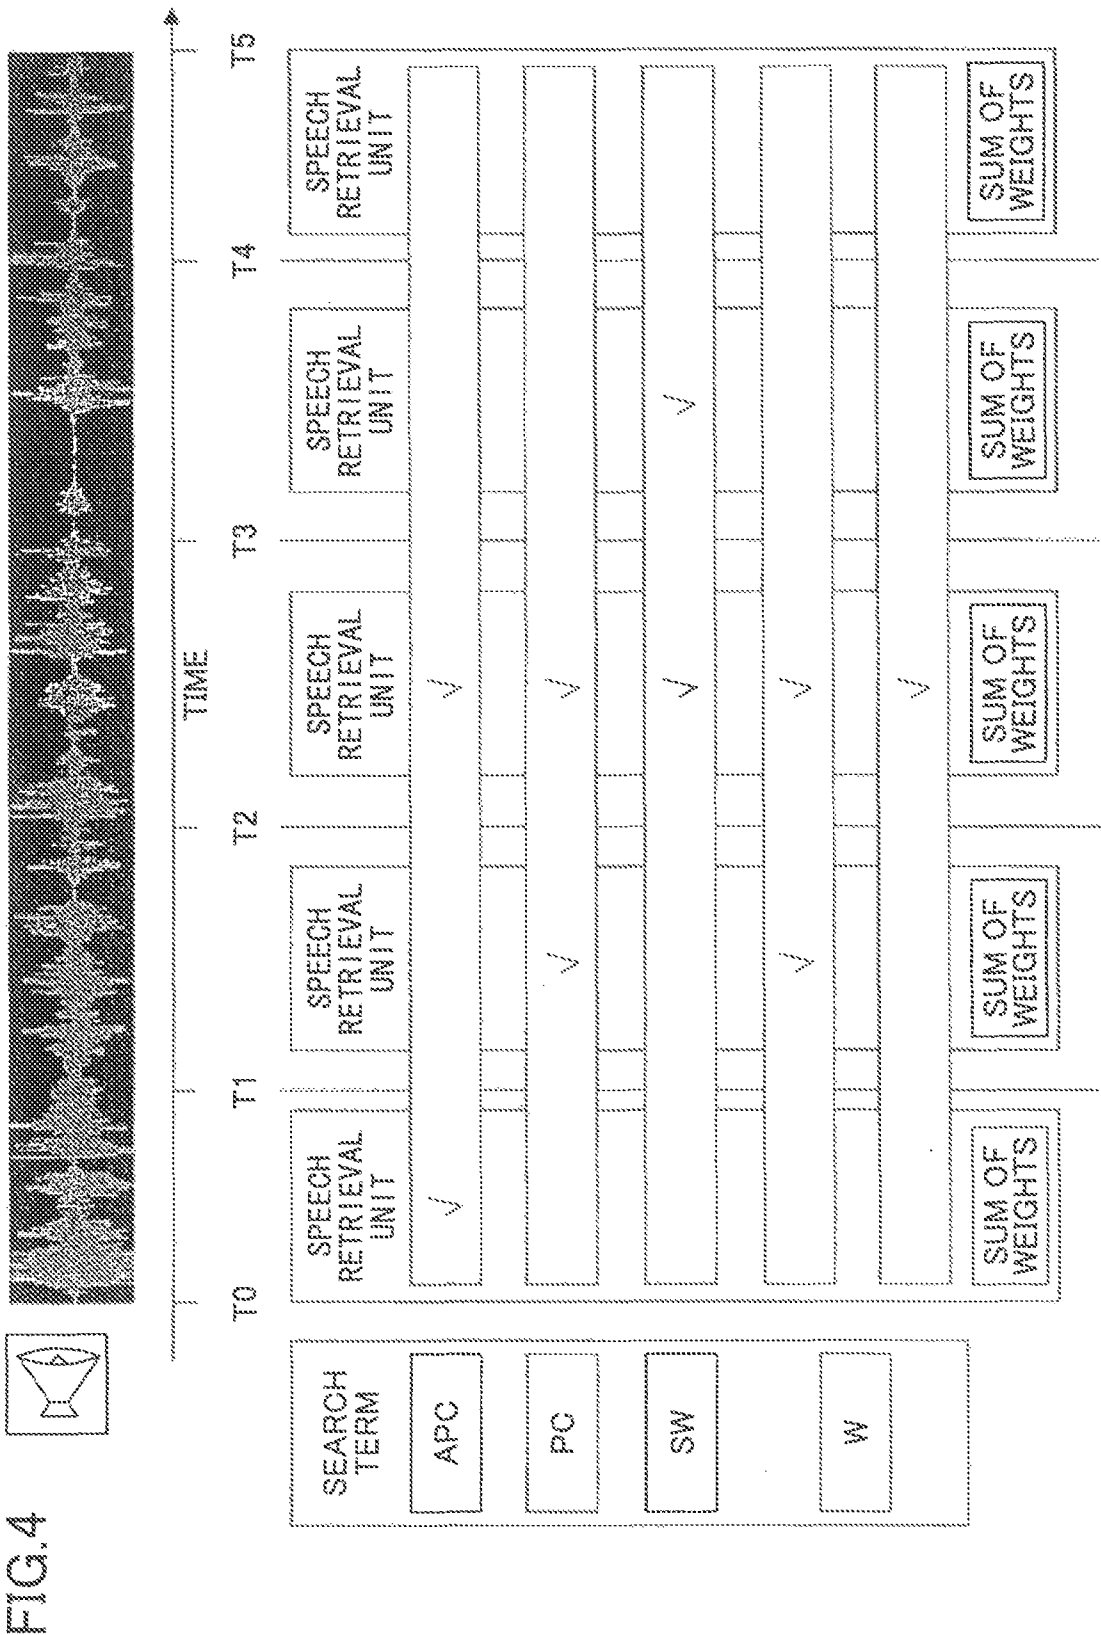 FIG.4
TIME
T0
T1
T2
T3
T4
T5
SEARCH
TERM
SPEECH
RETRIEVAL
UNIT
SPEECH
RETRIEVAL
UNIT
SPEECH
RETRIEVAL
UNIT
SPEECH
RETRIEVAL
UNIT
SPEECH
RETRIEVAL
UNIT
APC
PC
SW
W
SUM OF
WEIGHTS
SUM OF
WEIGHTS
SUM OF
WEIGHTS
SUM OF
WEIGHTS
SUM OF
WEIGHTS